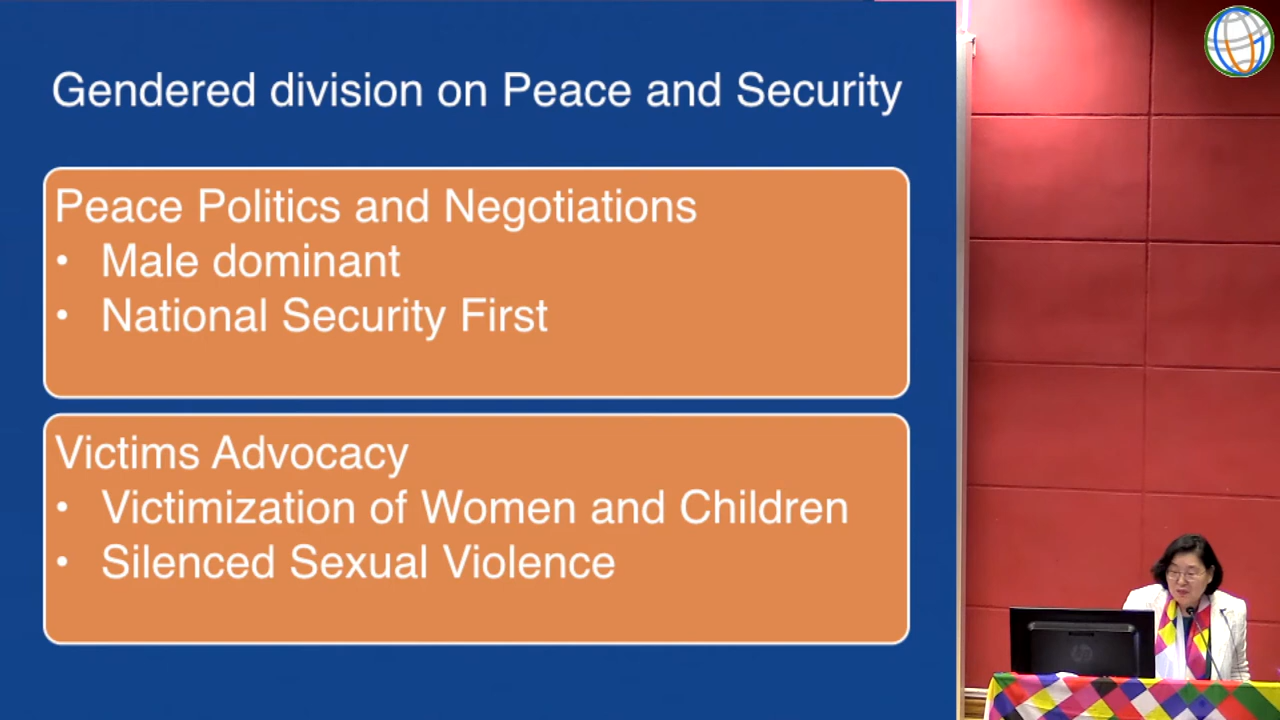 Gendered division on Peace and Security
Peace Politics and Negotiations
• Male dominant
• National Security First
Victims Advocacy
• Victimization of Women and Children
• Silenced Sexual Violence
hp